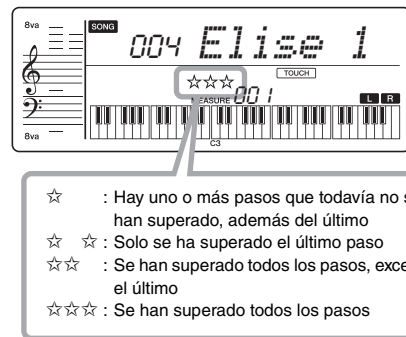 8va
SONG
004 Elise 1
TOUCH
☆☆☆
MEASURE 001
L R
8va
C3
☆ : Hay uno o más pasos que todavía no
han superado, además del último
☆ ☆ : Solo se ha superado el último paso
☆☆ : Se han superado todos los pasos,
el último
☆☆☆ : Se han superado todos los pasos